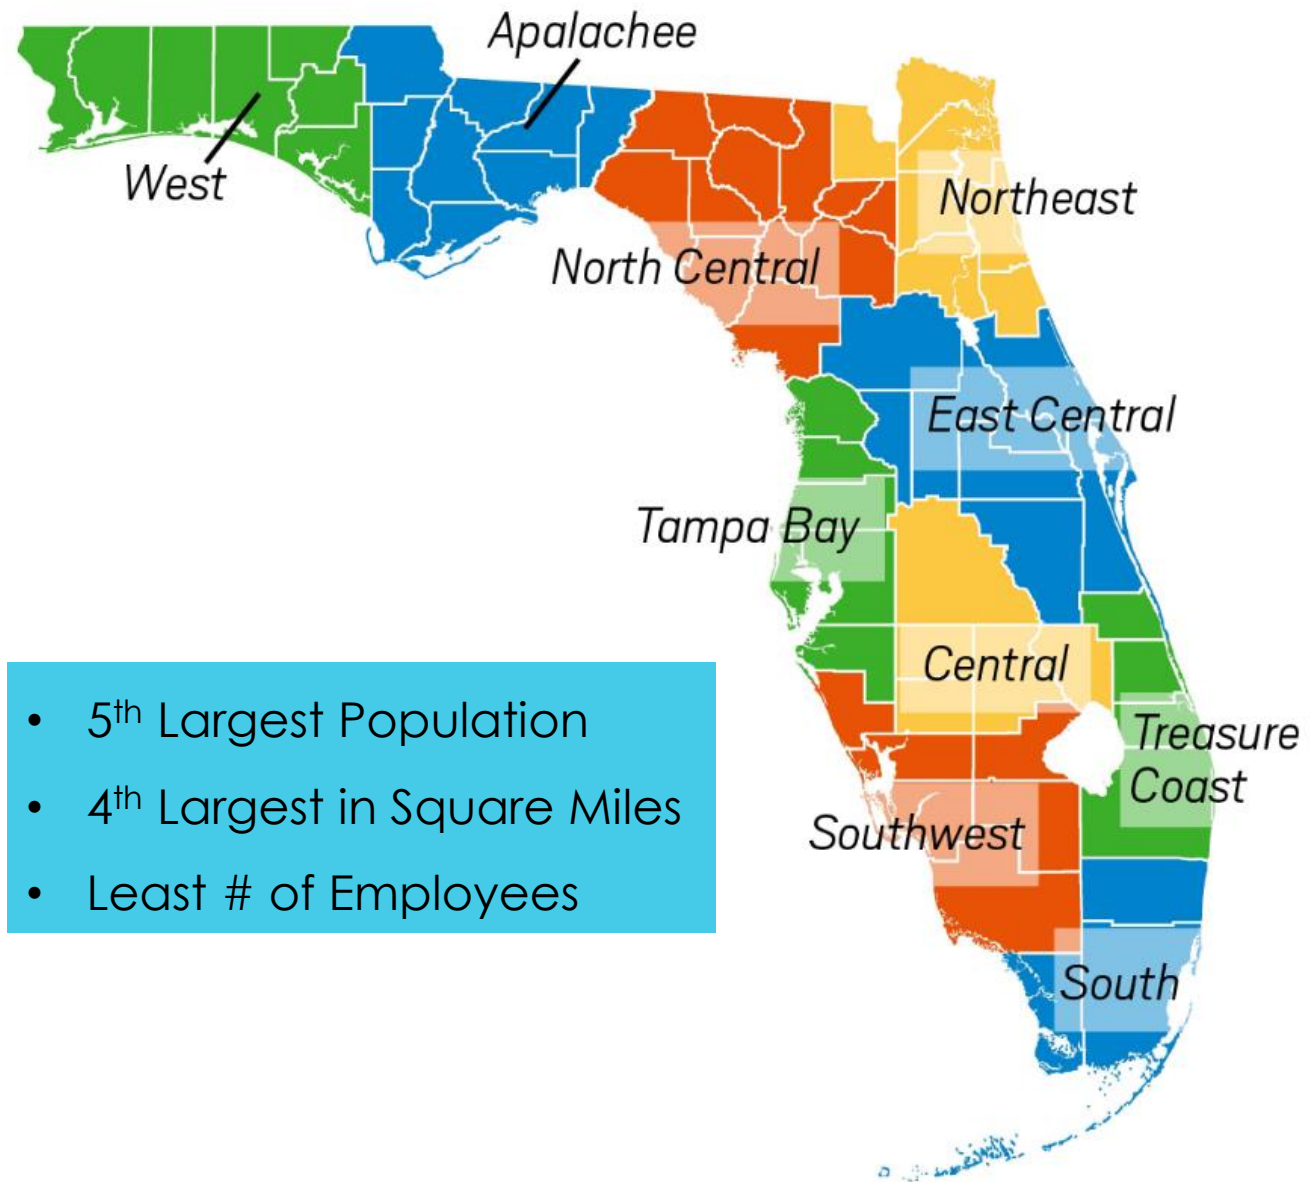 Apalachee
West
Northeast
North Central
East Central
Tampa Bay
Central
• 5th Largest Population
• 4th Largest in Square Miles
• Least # of Employees
Treasure
Coast
Southwest
South